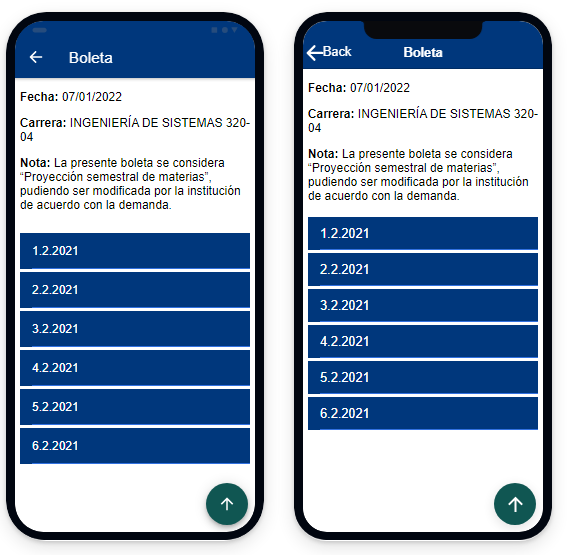 Boleta
Fecha: 07/01/2022
Carrera: INGENIERÍA DE SISTEMAS 320-
04
Nota: La presente boleta se considera
“Proyección semestral de materias”,
pudiendo ser modificada por la institución
de acuerdo con la demanda.
1.2.2021
2.2.2021
3.2.2021
4.2.2021
5.2.2021
6.2.2021
Back Boleta
Fecha: 07/01/2022
Carrera: INGENIERÍA DE SISTEMAS 320-
04
Nota: La presente boleta se considera
“Proyección semestral de materias”,
pudiendo ser modificada por la institución
de acuerdo con la demanda.
1.2.2021
2.2.2021
3.2.2021
4.2.2021
5.2.2021
6.2.2021